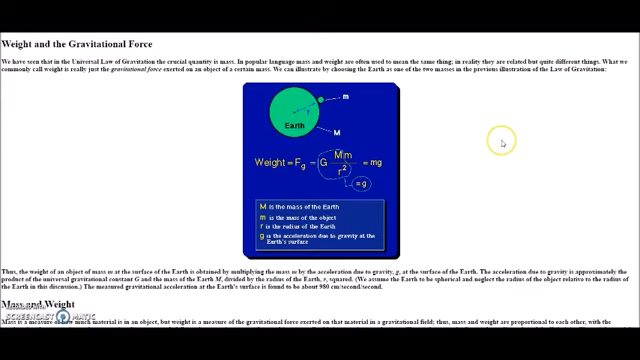 Weight and the Gravitational Force
We have seen that in the Universal Law of Gravitation the crucial quantity is mass. In popular language mass and weight are often used to mean the same thing; in reality they are related but quite different things. What we
commonly call weight is really just the gravitational force exerted on an object of a certain mass. We can illustrate by choosing the Earth as one of the two masses in the previous illustration of the Law of Gravitation:
m
r
Earth
M
Weight = Fg = G Mm / r² = mg
= g
M is the mass of the Earth
m is the mass of the object
r is the radius of the Earth
g is the acceleration due to gravity at the
Earth's surface
Thus, the weight of an object of mass m at the surface of the Earth is obtained by multiplying the mass m by the acceleration due to gravity, g, at the surface of the Earth. The acceleration due to gravity is approximately the
product of the universal gravitational constant G and the mass of the Earth M, divided by the radius of the Earth, r, squared. (We assume the Earth to be spherical and neglect the radius of the object relative to the radius of
the Earth in this discussion.) The measured gravitational acceleration at the Earth's surface is found to be about 980 cm/second/second.
Mass and Weight
RECORDED WITH
SCREENCAST MATIC
Mass is a measure of how much material is in an object, but weight is a measure of the gravitational force exerted on that material in a gravitational field; thus, mass and weight are proportional to each other, with the